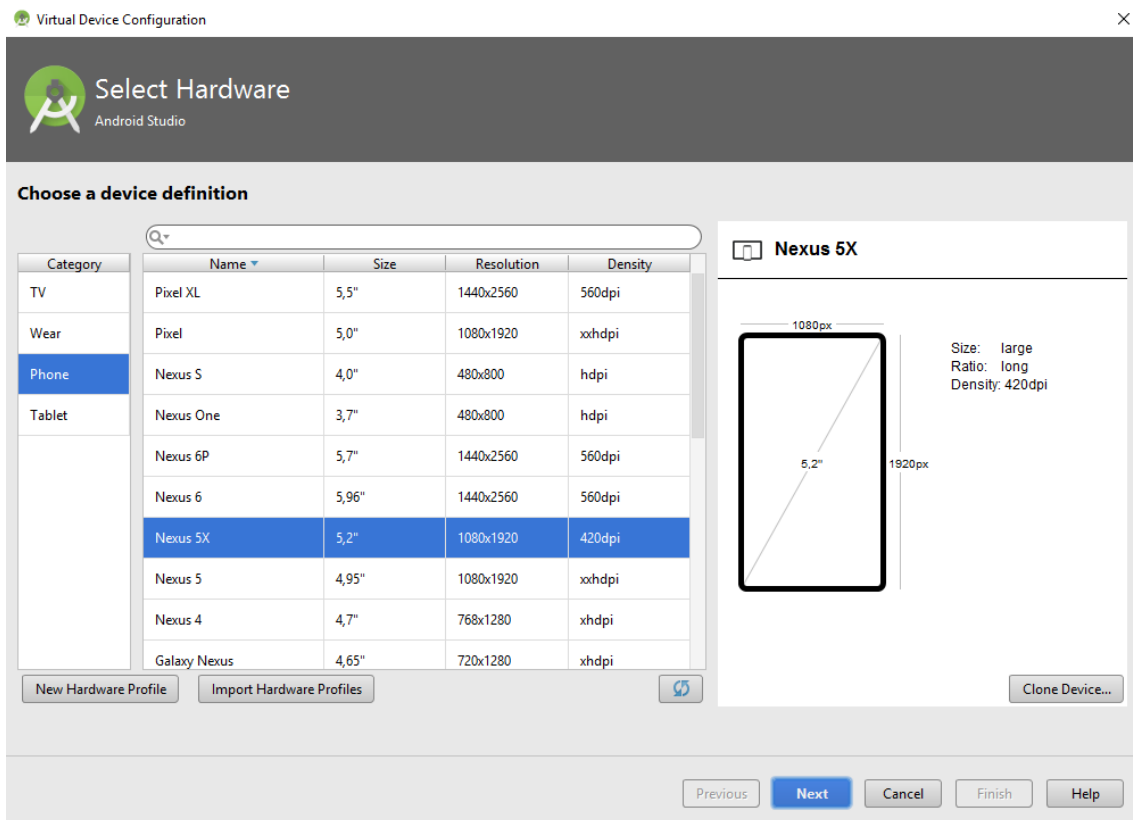 Virtual Device Configuration
Select Hardware
Android Studio
Choose a device definition
Category
TV
Wear
Phone
Tablet
Name Size Resolution Density
Pixel XL 5,5" 1440x2560 560dpi
Pixel 5,0" 1080x1920 xxhdpi
Nexus S 4,0" 480x800 hdpi
Nexus One 3,7" 480x800 hdpi
Nexus 6P 5,7" 1440x2560 560dpi
Nexus 6 5,96" 1440x2560 560dpi
Nexus 5X 5,2" 1080x1920 420dpi
Nexus 5 4,95" 1080x1920 xxhdpi
Nexus 4 4,7" 768x1280 xhdpi
Galaxy Nexus 4,65" 720x1280 xhdpi
New Hardware Profile Import Hardware Profiles
Nexus 5X
1080px
Size: large
Ratio: long
Density: 420dpi
5,2" 1920px
Clone Device...
Previous Next Cancel Finish Help